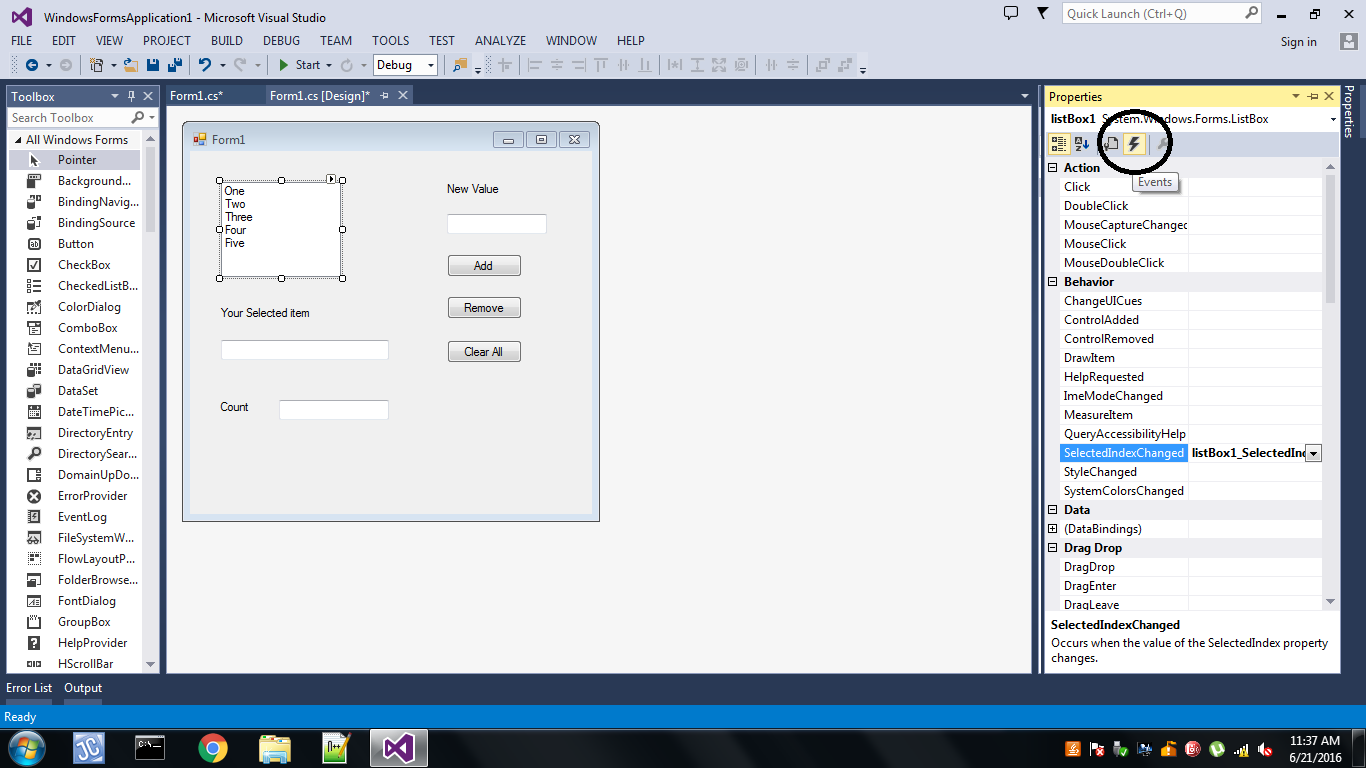 WindowsFormsApplication1 - Microsoft Visual Studio
Quick Launch (Ctrl+Q)
FILE EDIT VIEW PROJECT BUILD DEBUG TEAM TOOLS TEST ANALYZE WINDOW HELP
Sign in
Start Debug
Toolbox
Search Toolbox
All Windows Forms
Pointer
Background...
BindingNavig...
BindingSource
Button
CheckBox
CheckedListB...
ColorDialog
ComboBox
ContextMenu...
DataGridView
DataSet
DateTimePic...
DirectoryEntry
DirectorySear...
DomainUpDo...
ErrorProvider
EventLog
FileSystemW...
FlowLayoutP...
FolderBrowse...
FontDialog
GroupBox
HelpProvider
HScrollBar
Form1.cs* Form1.cs [Design]*
Form1
One
Two
Three
Four
Five
New Value
Add
Remove
Clear All
Your Selected item
Count
Properties
listBox1 System.Windows.Forms.ListBox
Events
Action
Click
DoubleClick
MouseCaptureChanged
MouseClick
MouseDoubleClick
Behavior
ChangeUICues
ControlAdded
ControlRemoved
DrawItem
HelpRequested
ImeModeChanged
MeasureItem
QueryAccessibilityHelp
SelectedIndexChanged listBox1_SelectedInd
StyleChanged
SystemColorsChanged
Data
(DataBindings)
Drag Drop
DragDrop
DragEnter
DragLeave
SelectedIndexChanged
Occurs when the value of the SelectedIndex property
changes.
Properties
Error List Output
Ready
11:37 AM
6/21/2016